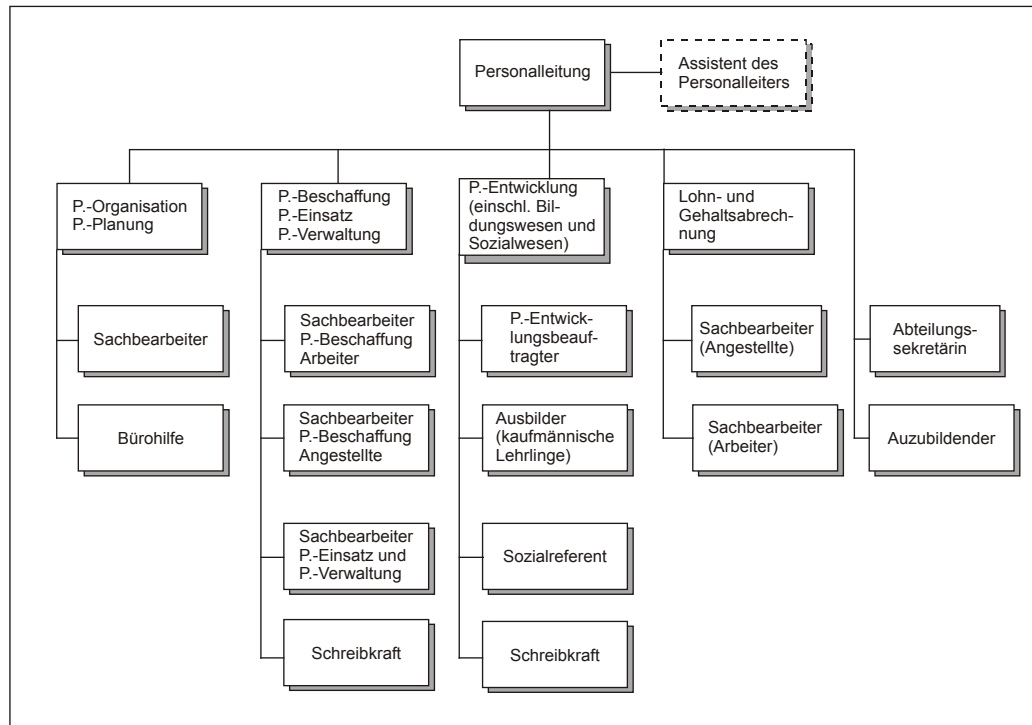 Personalleitung
Assistent des
Personalleiters
P.-Organisation
P.-Planung
P.-Beschaffung
P.-Einsatz
P.-Verwaltung
P.-Entwicklung
(einschl. Bil-
dungswesen und
Sozialwesen)
Lohn- und
Gehaltsabrech-
nung
Sachbearbeiter
Bürohilfe
Sachbearbeiter
P.-Beschaffung
Arbeiter
Sachbearbeiter
P.-Beschaffung
Angestellte
Sachbearbeiter
P.-Einsatz und
P.-Verwaltung
Schreibkraft
P.-Entwick-
lungsbeauf-
tragter
Ausbilder
(kaufmännische
Lehrlinge)
Sozialreferent
Schreibkraft
Sachbearbeiter
(Angestellte)
Sachbearbeiter
(Arbeiter)
Abteilungs-
sekretärin
Auzubildender